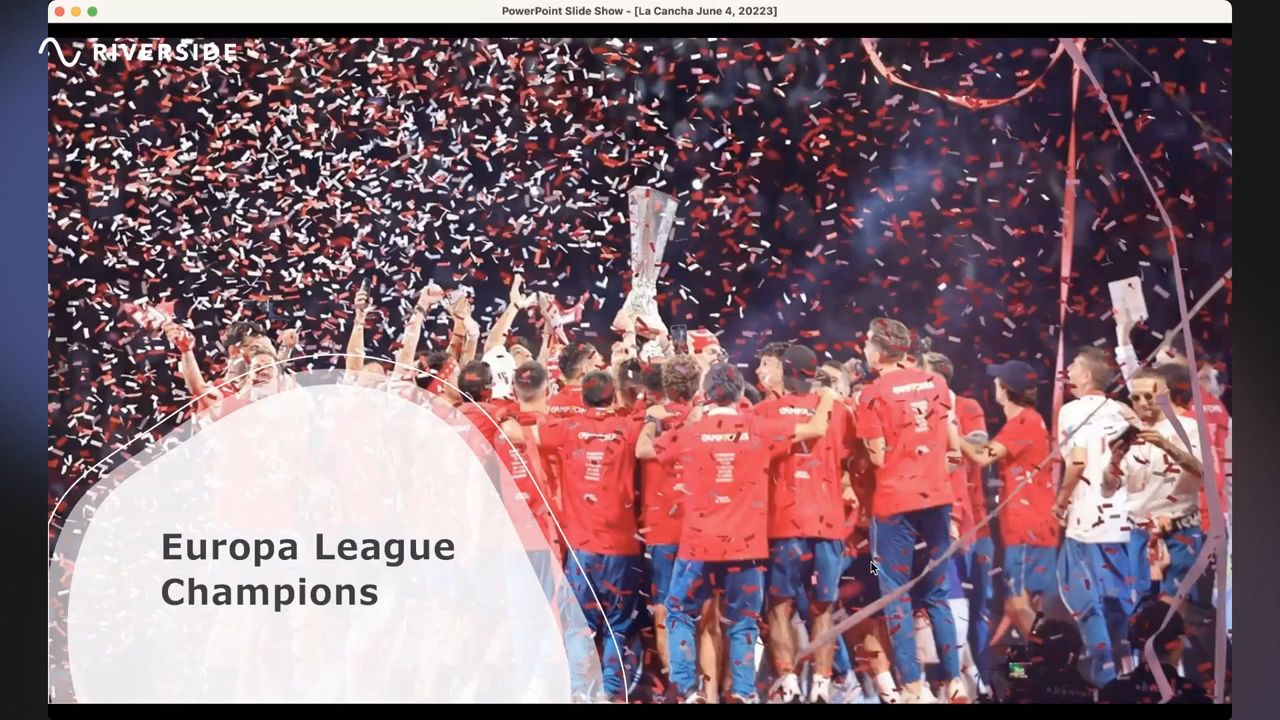 PowerPoint Slide Show - [La Cancha June 4, 20223]
RIVERSIDE
Europa League
Champions